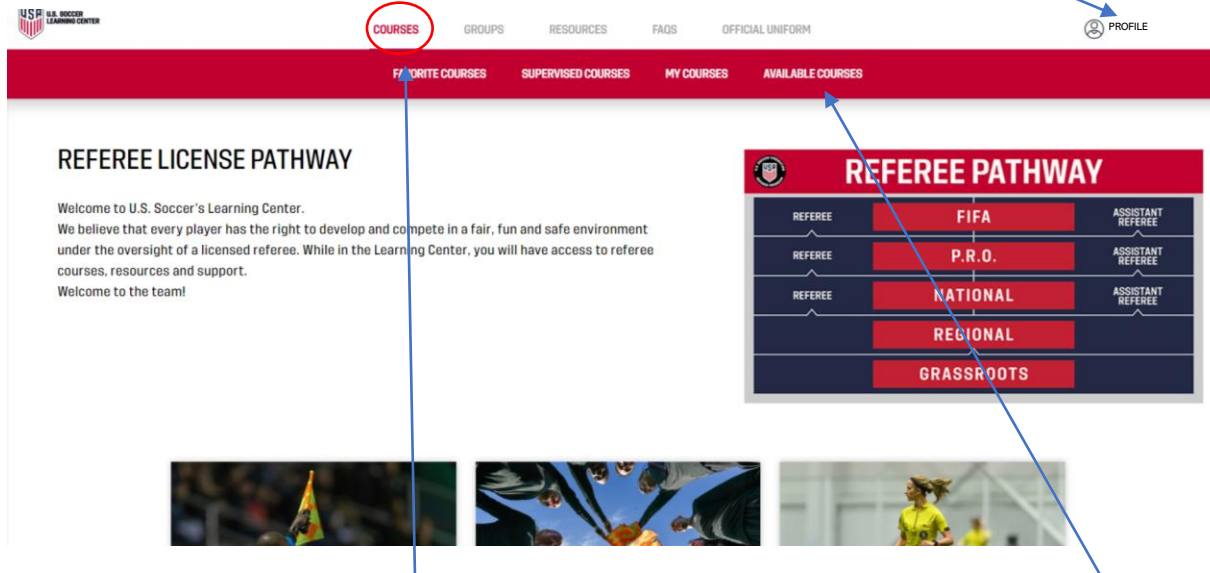 U.S. SOCCER
LEARNING CENTER
COURSES GROUPS RESOURCES FAQS OFFICIAL UNIFORM PROFILE
FAVORITE COURSES SUPERVISED COURSES MY COURSES AVAILABLE COURSES
REFEREE LICENSE PATHWAY
Welcome to U.S. Soccer's Learning Center.
We believe that every player has the right to develop and compete in a fair, fun and safe environment
under the oversight of a licensed referee. While in the Learning Center, you will have access to referee
courses, resources and support.
Welcome to the team!
REFEREE PATHWAY
REFEREE FIFA ASSISTANT REFEREE
REFEREE P.R.O. ASSISTANT REFEREE
REFEREE NATIONAL ASSISTANT REFEREE
REGIONAL
GRASSROOTS